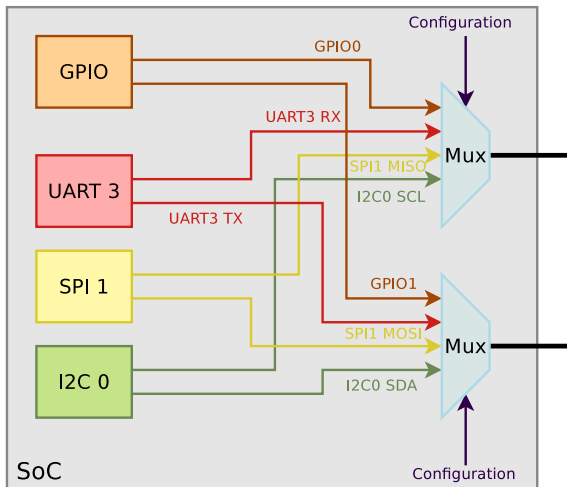 Configuration
GPIO0
GPIO
UART3 RX
Mux
SPI1 MISO
UART 3
I2C0 SCL
UART3 TX
SPI 1
GPIO1
SPI1 MOSI
Mux
I2C 0
I2C0 SDA
SoC
Configuration